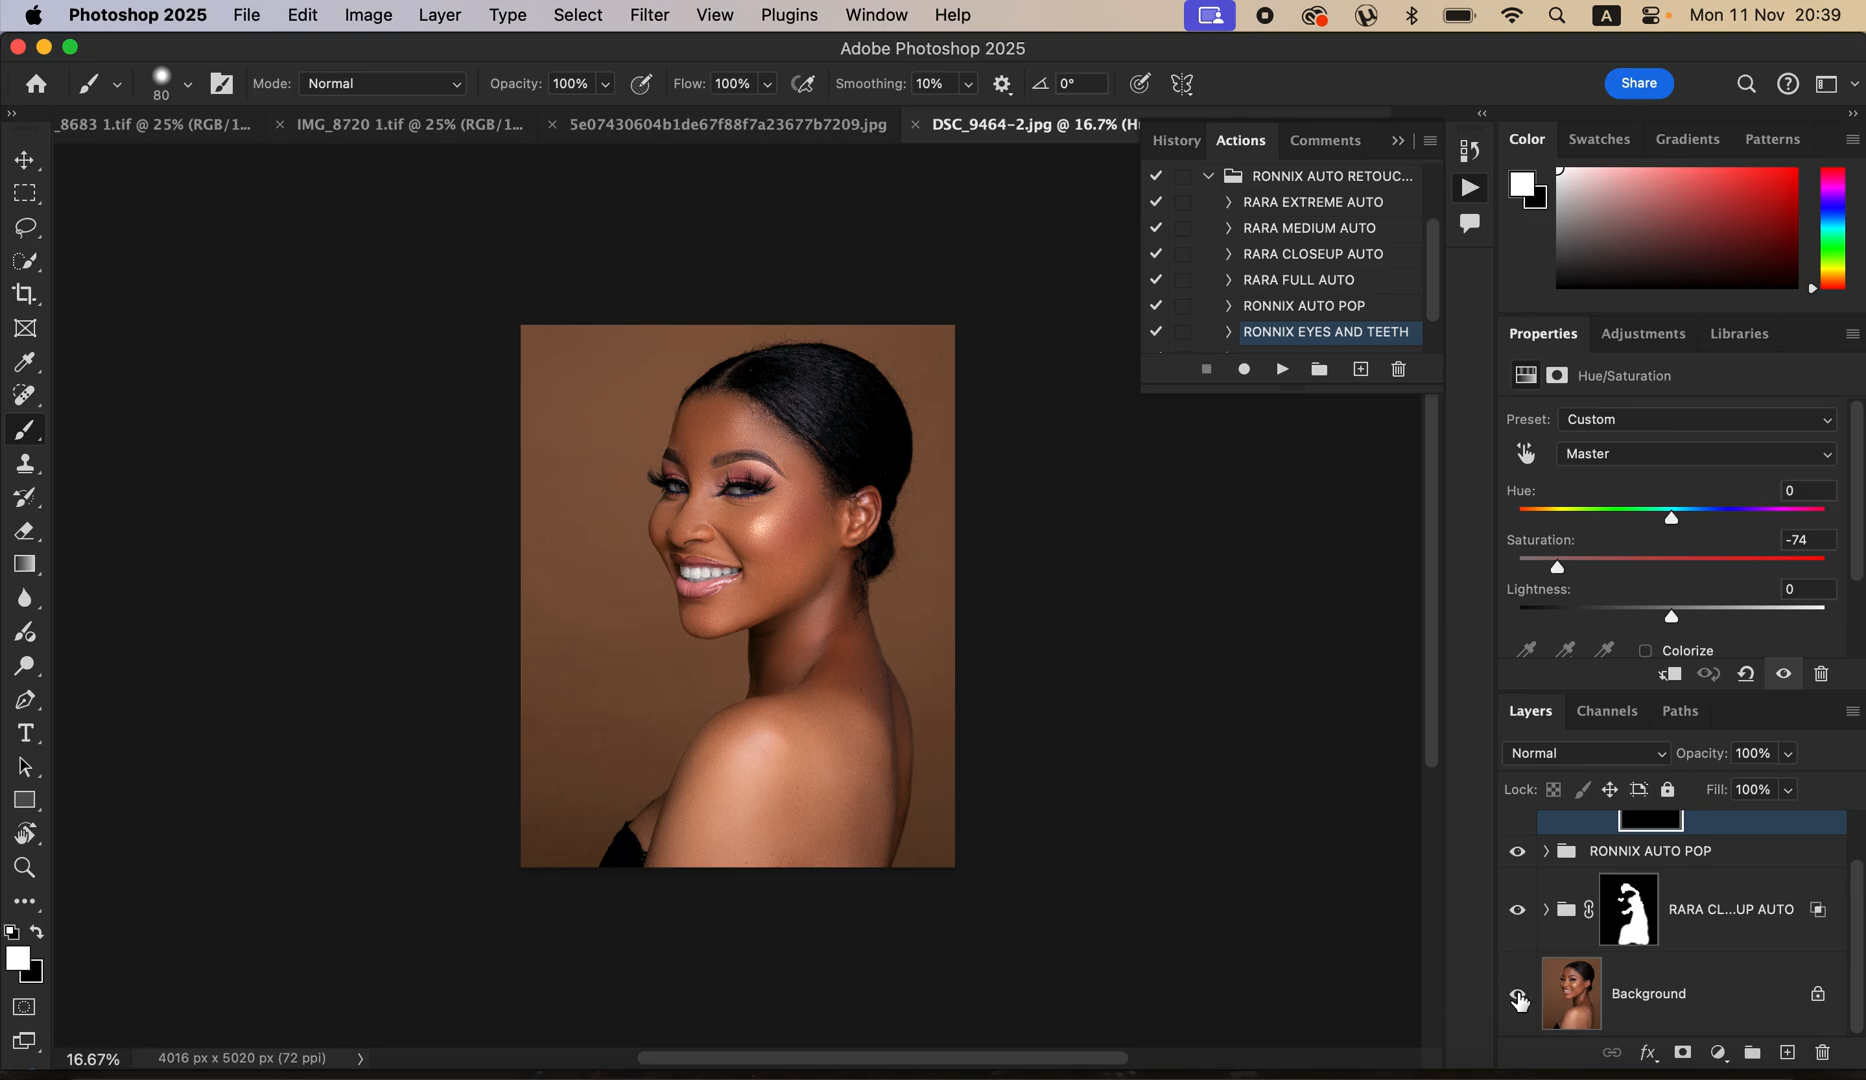 Photoshop 2025 File Edit Image Layer Type Select Filter View Plugins Window Help A Mon 11 Nov 20:39
Adobe Photoshop 2025
80 Mode: Normal Opacity: 100% Flow: 100% Smoothing: 10% 0° Share
_8683 1.tif @ 25% (RGB/1... IMG_8720 1.tif @ 25% (RGB/1... 5e07430604b1de67f88f7a23677b7209.jpg DSC_9464-2.jpg @ 16.7% (H
History Actions Comments
RONNIX AUTO RETOUC...
RARA EXTREME AUTO
RARA MEDIUM AUTO
RARA CLOSEUP AUTO
RARA FULL AUTO
RONNIX AUTO POP
RONNIX EYES AND TEETH
Color Swatches Gradients Patterns
Properties Adjustments Libraries
Hue/Saturation
Preset: Custom
Master
Hue: 0
Saturation: -74
Lightness: 0
Colorize
Layers Channels Paths
Normal Opacity: 100%
Lock: Fill: 100%
RONNIX AUTO POP
RARA CL...UP AUTO
Background
fx
16.67% 4016 px x 5020 px (72 ppi)